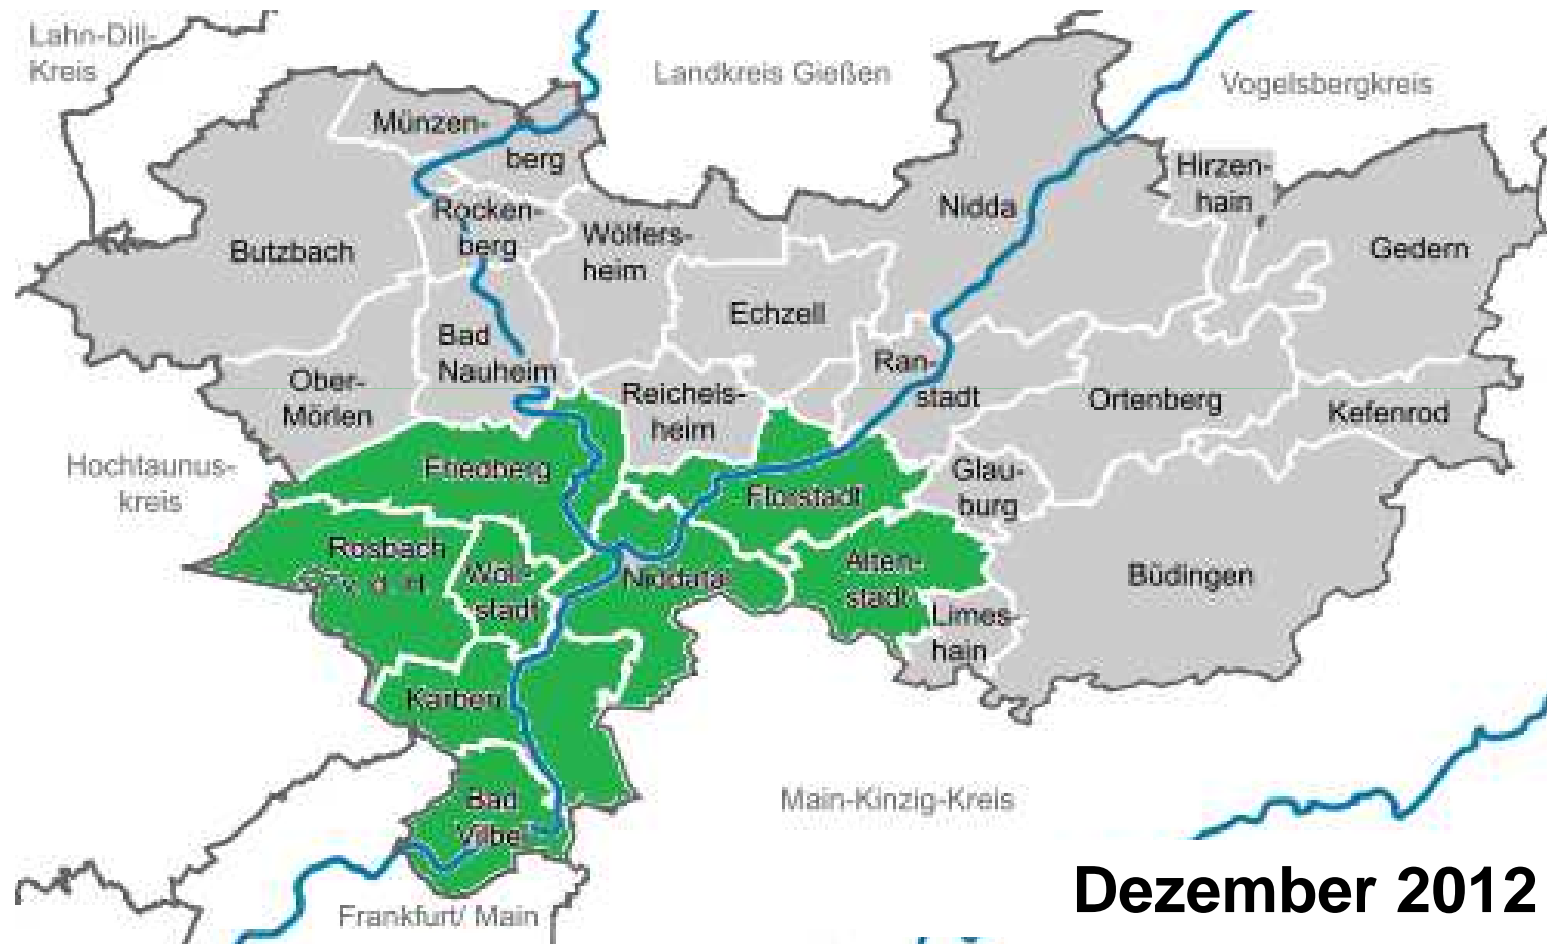 Lahn-Dill-
Kreis
Landkreis Gießen
Vogelsbergkreis
Münzen-
berg
Hirzen-
hain
Nidda
Rocken-
berg
Wölfers-
heim
Butzbach
Gedern
Echzell
Bad
Nauheim
Ran-
stadt
Ober-
Mörlen
Reichels-
heim
Ortenberg
Kefenrod
Hochtaunus-
kreis
Friedberg
Florstadt
Glau-
burg
Rosbach
v. d. H.
Wöll-
stadt
Niddatal
Alten-
stadt
Büdingen
Limes-
hain
Karben
Bad
Vilbel
Main-Kinzig-Kreis
Frankfurt/ Main
Dezember 2012